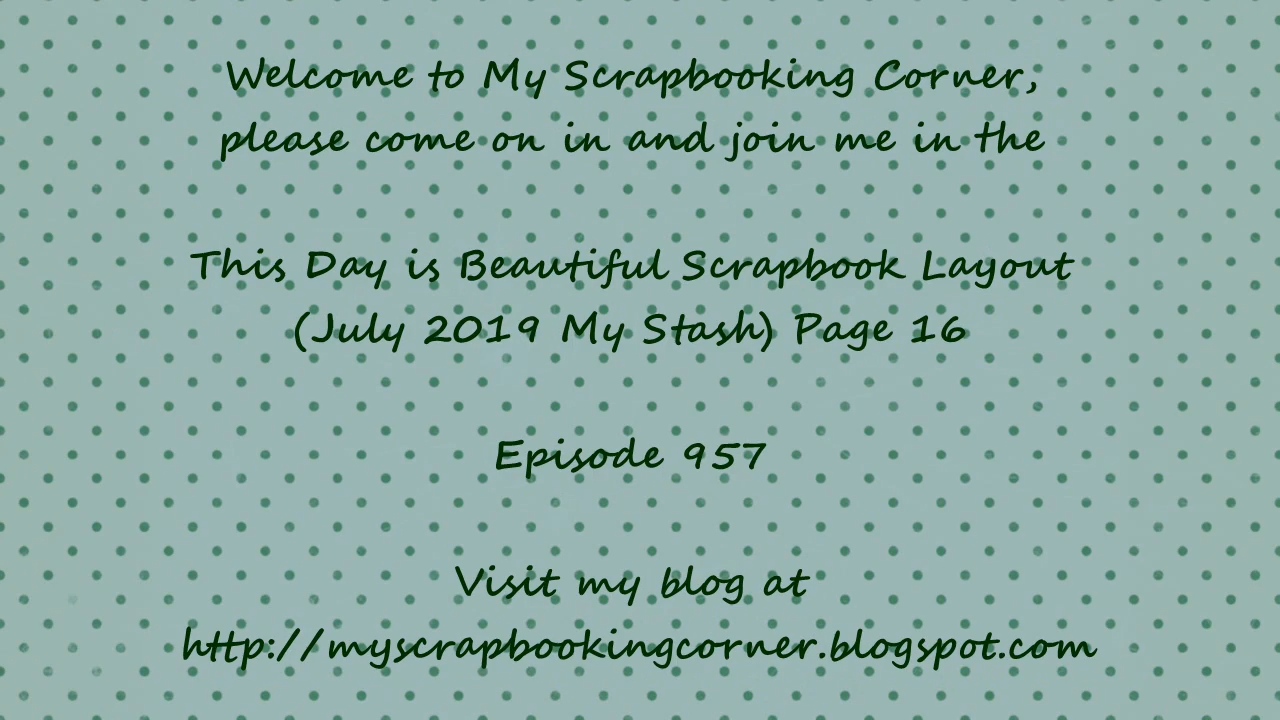 Welcome to My Scrapbooking Corner,
please come on in and join me in the
This Day is Beautiful Scrapbook Layout
(July 2019 My Stash) Page 16
Episode 957
Visit my blog at
http://myscrapbookingcorner.blogspot.com